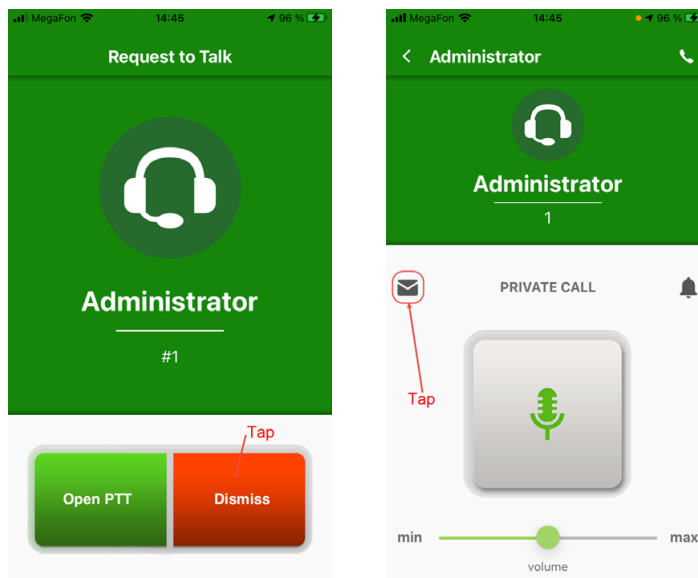 MegaFon 14:45 96 %
Request to Talk
Administrator
#1
Tap
Open PTT
Dismiss
MegaFon 14:45 96 %
Administrator
Administrator
1
PRIVATE CALL
Tap
min
max
volume